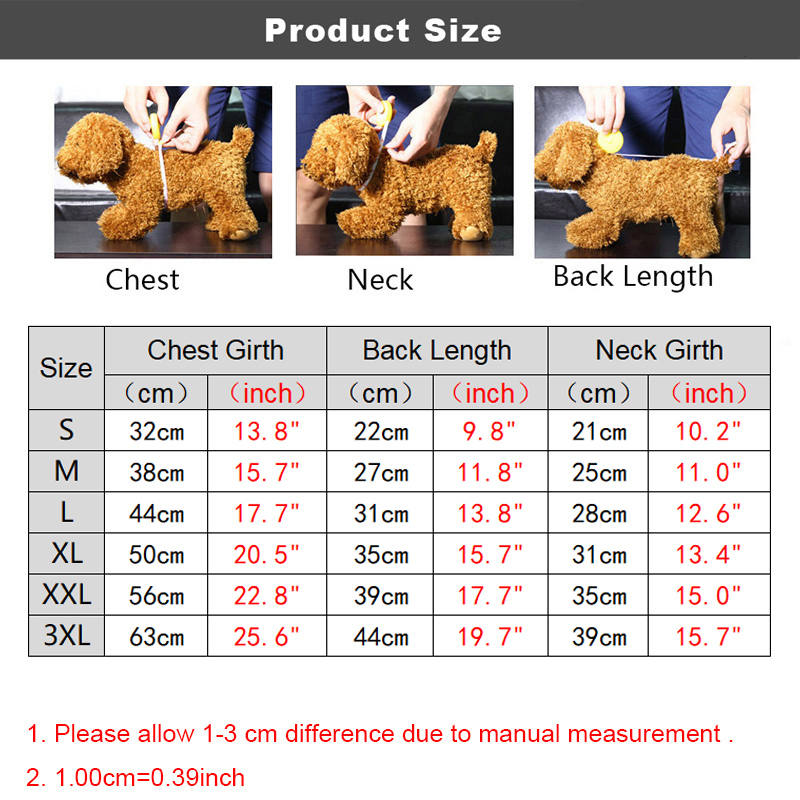 Product Size
Chest
Neck
Back Length
Size Chest Girth Back Length Neck Girth
(cm) (inch) (cm) (inch) (cm) (inch)
S 32cm 13.8" 22cm 9.8" 21cm 10.2"
M 38cm 15.7" 27cm 11.8" 25cm 11.0"
L 44cm 17.7" 31cm 13.8" 28cm 12.6"
XL 50cm 20.5" 35cm 15.7" 31cm 13.4"
XXL 56cm 22.8" 39cm 17.7" 35cm 15.0"
3XL 63cm 25.6" 44cm 19.7" 39cm 15.7"
1. Please allow 1-3 cm difference due to manual measurement .
2. 1.00cm=0.39inch